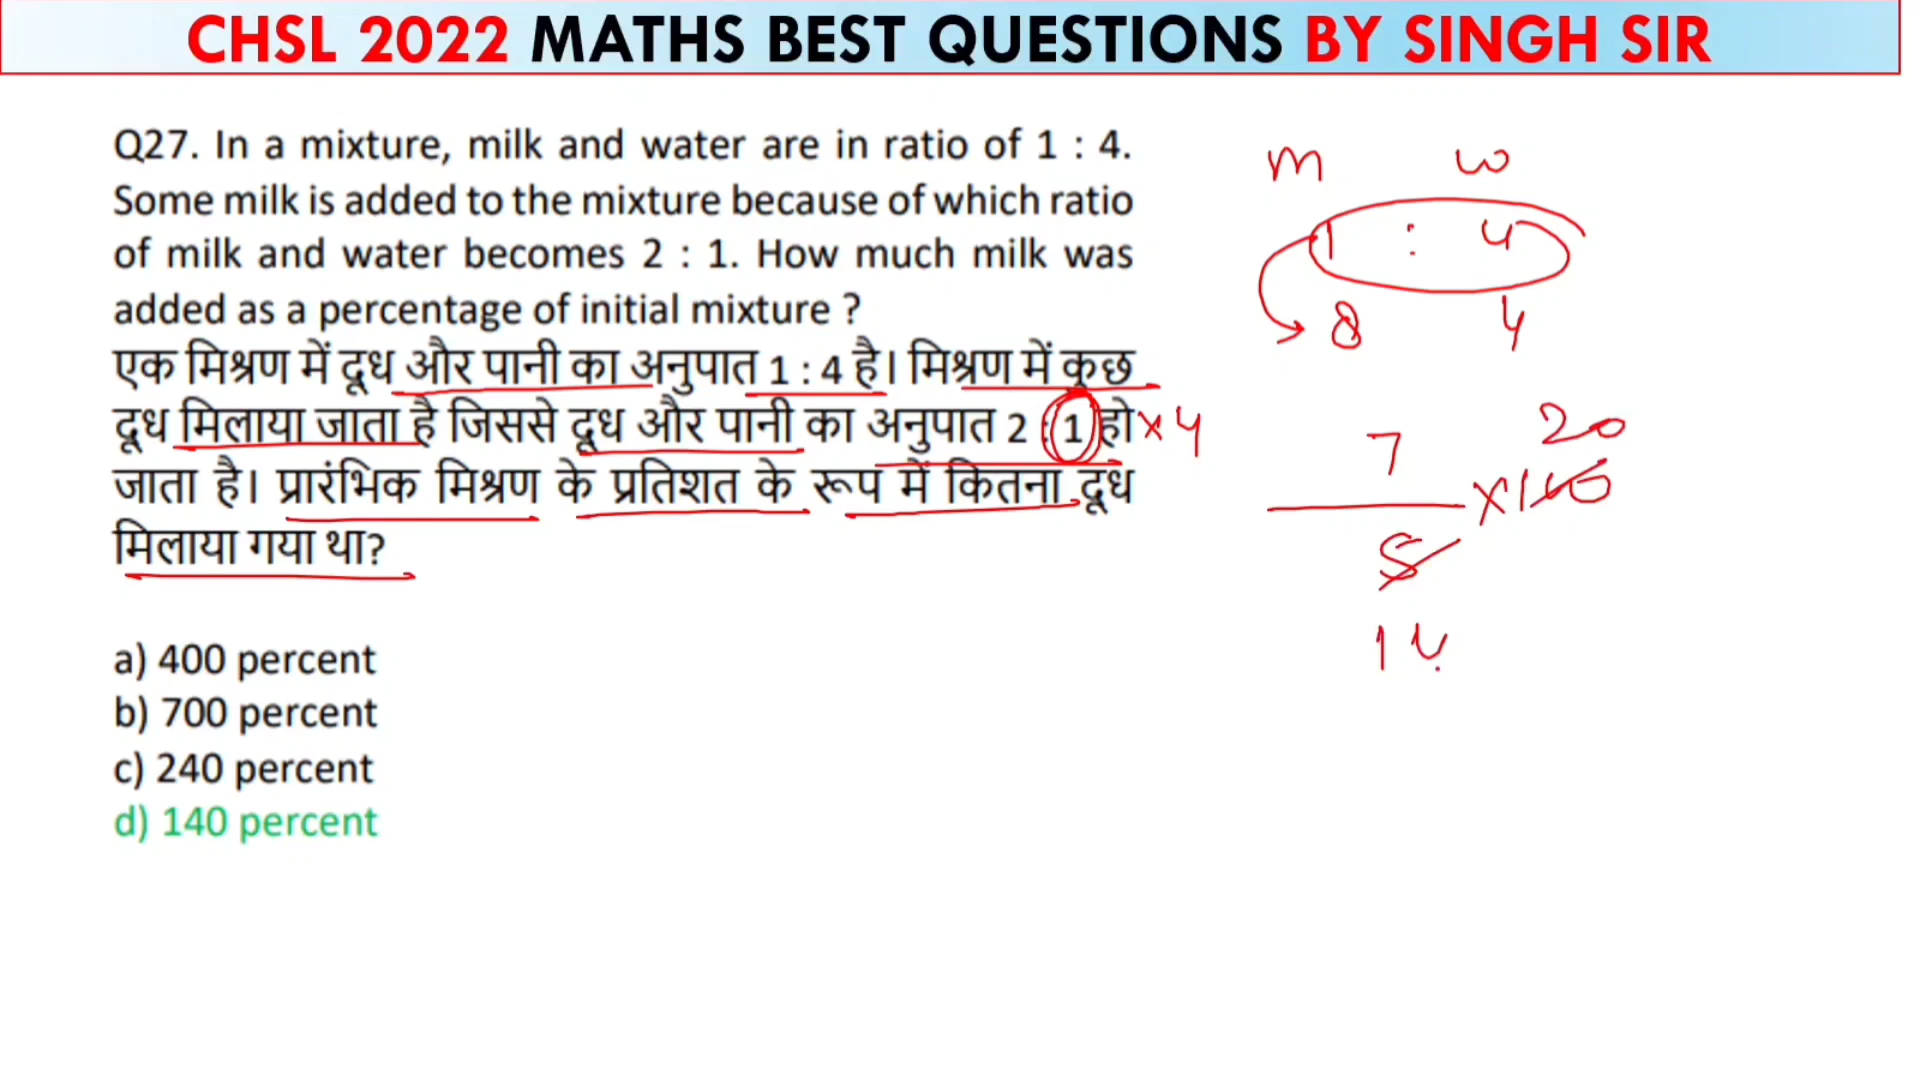 CHSL 2022 MATHS BEST QUESTIONS BY SINGH SIR
Q27. In a mixture, milk and water are in ratio of 1 : 4.
Some milk is added to the mixture because of which ratio
of milk and water becomes 2 : 1. How much milk was
added as a percentage of initial mixture ?
एक मिश्रण में दूध और पानी का अनुपात 1 : 4 है। मिश्रण में कुछ
दूध मिलाया जाता है जिससे दूध और पानी का अनुपात 2 : 1 हो ×4
जाता है। प्रारंभिक मिश्रण के प्रतिशत के रूप में कितना दूध
मिलाया गया था?
a) 400 percent
b) 700 percent
c) 240 percent
d) 140 percent
m w
1 : 4
8 4
7 20
×100
5
14